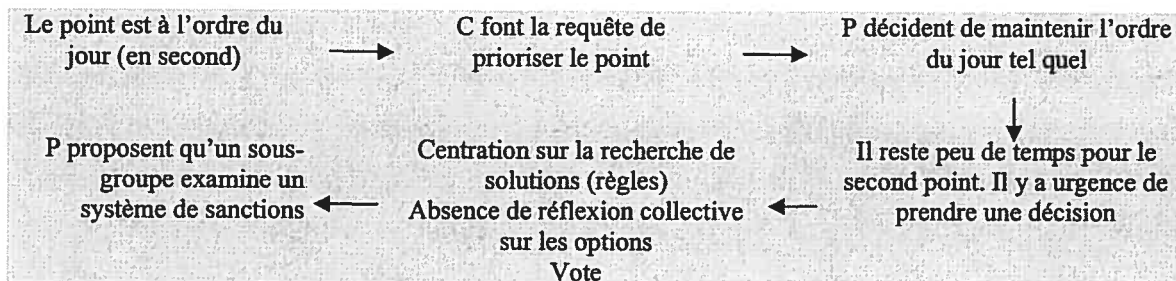 Le point est à l'ordre du
jour (en second)
C font la requête de
prioriser le point
P décident de maintenir l'ordre
du jour tel quel
Il reste peu de temps pour le
second point. Il y a urgence de
prendre une décision
Centration sur la recherche de
solutions (règles)
Absence de réflexion collective
sur les options
Vote
P proposent qu'un sous-
groupe examine un
système de sanctions